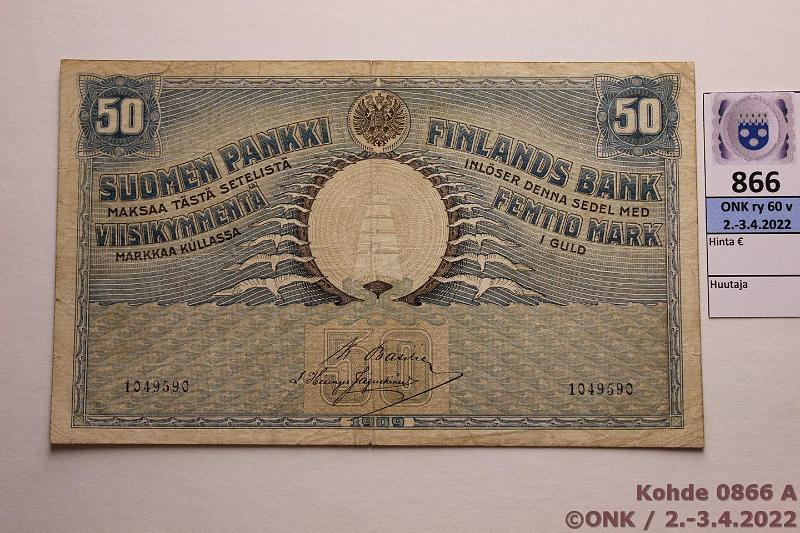 50
50
SUOMEN PANKKI
MAKSAA TÄSTÄ SETELISTÄ
VIISIKYMMENTÄ
MARKKAA KULLASSA
FINLANDS BANK
INLÖSER DENNA SEDEL MED
FEMTIO MARK
I GULD
50
1049590
1049590
1909
866
ONK ry 60 v
2.-3.4.2022
Hinta €
Huutaja
Kohde 0866 A
©ONK / 2.-3.4.2022